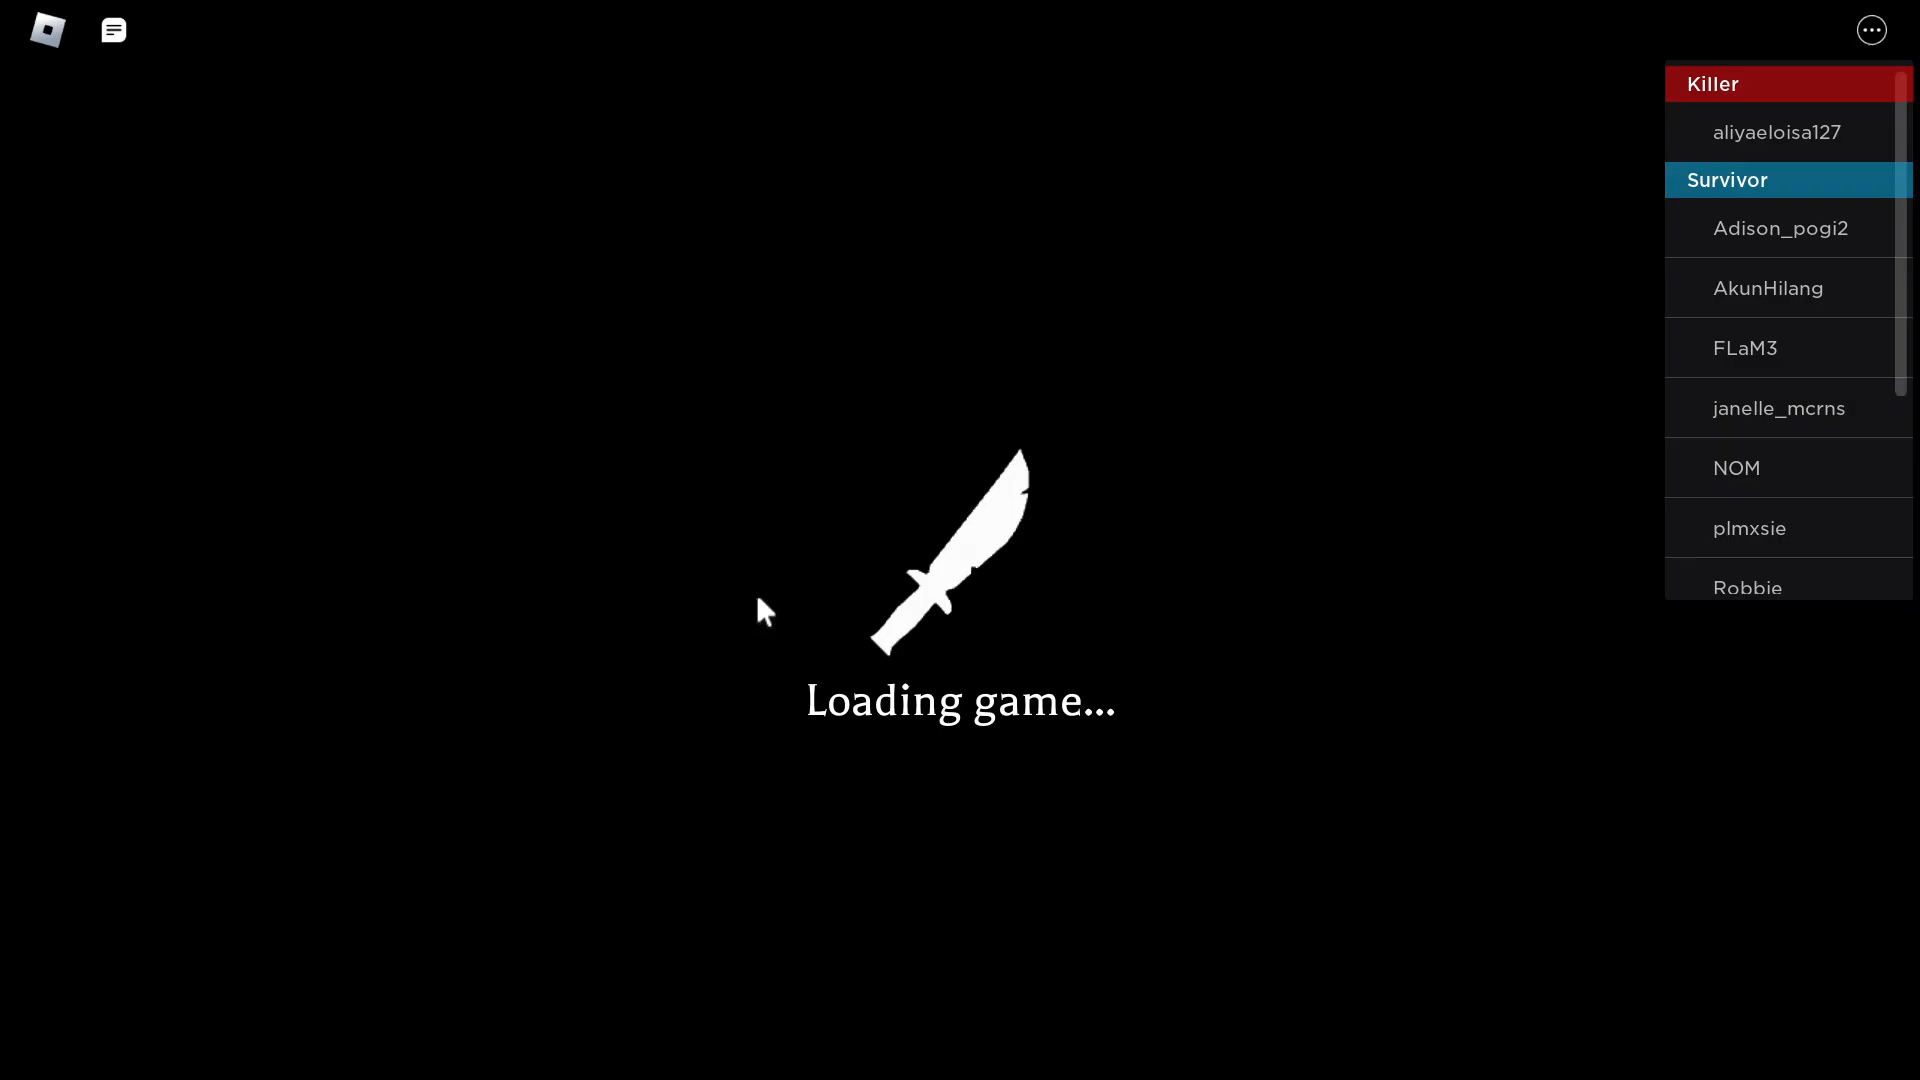 Killer
aliyaeloisa127
Survivor
Adison_pogi2
AkunHilang
FLaM3
janelle_mcrns
NOM
plmxsie
Robbie
Loading game...